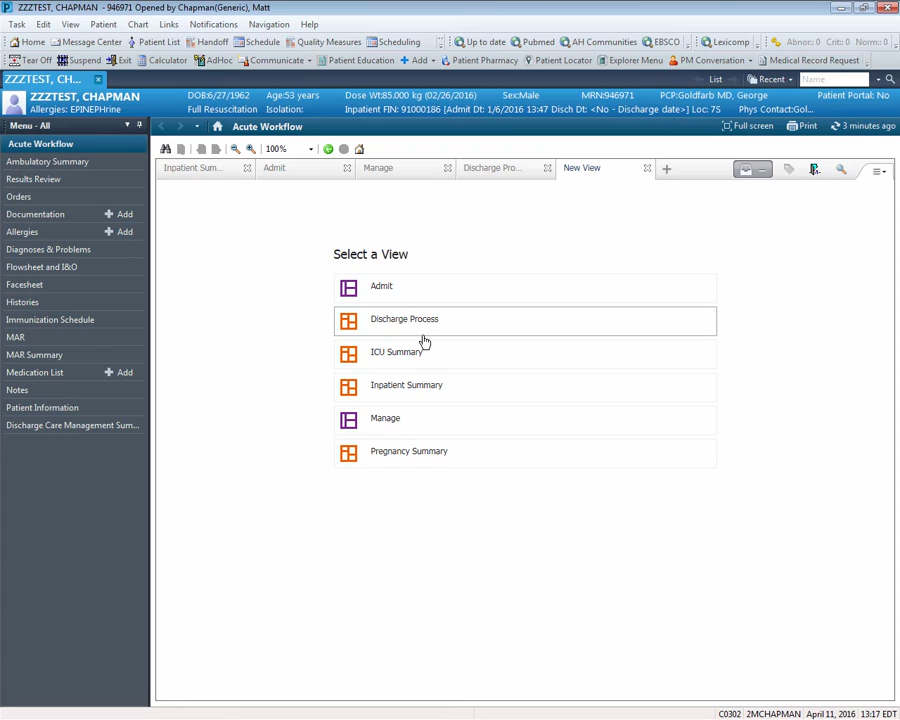 ZZZTEST, CHAPMAN - 946971 Opened by Chapman(Generic), Matt
Task Edit View Patient Chart Links Notifications Navigation Help
Home Message Center Patient List Handoff Schedule Quality Measures Scheduling Up to date Pubmed AH Communities EBSCO Lexicomp Abnor: 0 Crit: 0 Norm: 0
Tear Off Suspend Exit Calculator AdHoc Communicate Patient Education Add Patient Pharmacy Patient Locator Explorer Menu PM Conversation Medical Record Request
ZZZTEST, CH... List Recent Name
ZZZTEST, CHAPMAN DOB:6/27/1962 Age:53 years Dose Wt:85.000 kg (02/26/2016) Sex:Male MRN:946971 PCP:Goldfarb MD, George Patient Portal: No
Allergies: EPINEPHrine Full Resuscitation Isolation: Inpatient FIN: 91000186 [Admit Dt: 1/6/2016 13:47 Disch Dt: <No - Discharge date>] Loc: 7S Phys Contact:Gol...
Menu - All
Acute Workflow Full screen Print 3 minutes ago
Acute Workflow
Ambulatory Summary
Results Review
Orders
Documentation Add
Allergies Add
Diagnoses & Problems
Flowsheet and I&O
Facesheet
Histories
Immunization Schedule
MAR
MAR Summary
Medication List Add
Notes
Patient Information
Discharge Care Management Sum...
100%
Inpatient Sum... Admit Manage Discharge Pro... New View
Select a View
Admit
Discharge Process
ICU Summary
Inpatient Summary
Manage
Pregnancy Summary
C0302 2MCHAPMAN April 11, 2016 13:17 EDT